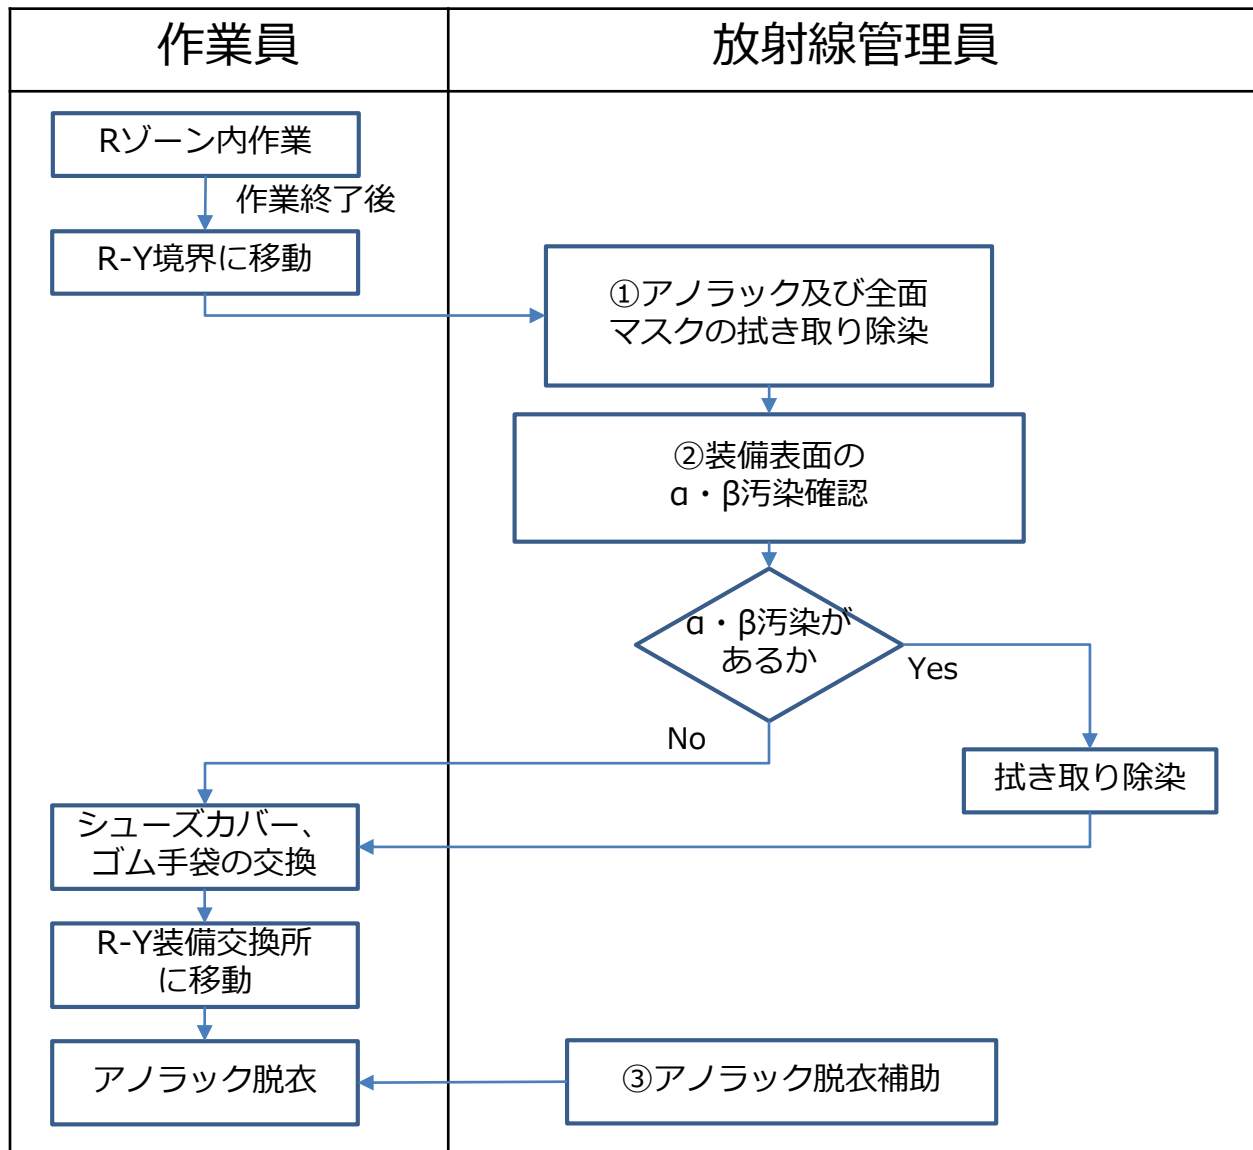 作業員
放射線管理員
Rゾーン内作業
作業終了後
R-Y境界に移動
①アノラック及び全面
マスクの拭き取り除染
②装備表面の
α・β汚染確認
α・β汚染が
あるか
Yes
No
拭き取り除染
シューズカバー、
ゴム手袋の交換
R-Y装備交換所
に移動
アノラック脱衣
③アノラック脱衣補助